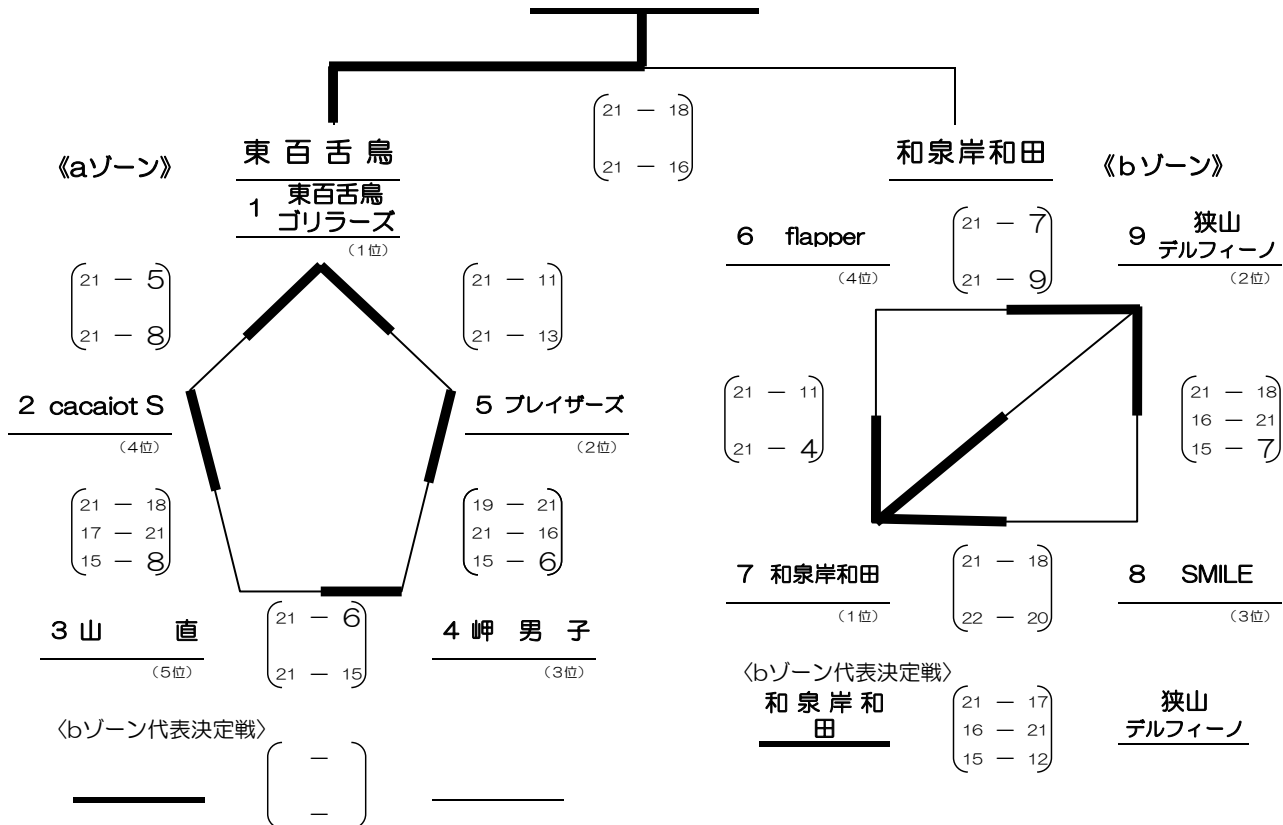 21 － 18
21 － 16
《aゾーン》
東 百 舌 鳥
1 東百舌鳥
ゴリラーズ
(1位)
21 － 5
21 － 8
21 － 11
21 － 13
2 cacaiot S
(4位)
5 ブレイザーズ
(2位)
21 － 18
17 － 21
15 － 8
19 － 21
21 － 16
15 － 6
3 山 直
(5位)
21 － 6
21 － 15
4 岬 男 子
(3位)
〈bゾーン代表決定戦〉
－
－
和泉岸和田
《bゾーン》
6 flapper
(4位)
21 － 7
21 － 9
9 狭山
デルフィーノ
(2位)
21 － 11
21 － 4
21 － 18
16 － 21
15 － 7
7 和泉岸和田
(1位)
21 － 18
22 － 20
8 SMILE
(3位)
〈bゾーン代表決定戦〉
和 泉 岸 和
田
21 － 17
16 － 21
15 － 12
狭山
デルフィーノ